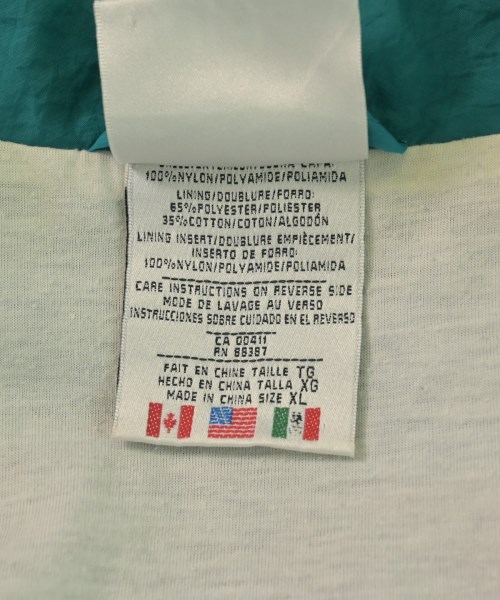 100%NYLON/POLYAMIDE/POLIAMIDA
LINING/DOUBLURE/FORRO:
65%POLYESTER/POLIESTER
35%COTTON/COTON/ALGODÓN
LINING INSERT/DOUBLURE EMPIÈCEMENT/
INSERTO DE FORRO:
100%NYLON/POLYAMIDE/POLIAMIDA
CARE INSTRUCTIONS ON REVERSE SIDE
MODE DE LAVAGE AU VERSO
INSTRUCCIONES SOBRE CUIDADO EN EL REVERSO
CA 00411
RN 88387
FAIT EN CHINE TAILLE TG
HECHO EN CHINA TALLA XG
MADE IN CHINA SIZE XL